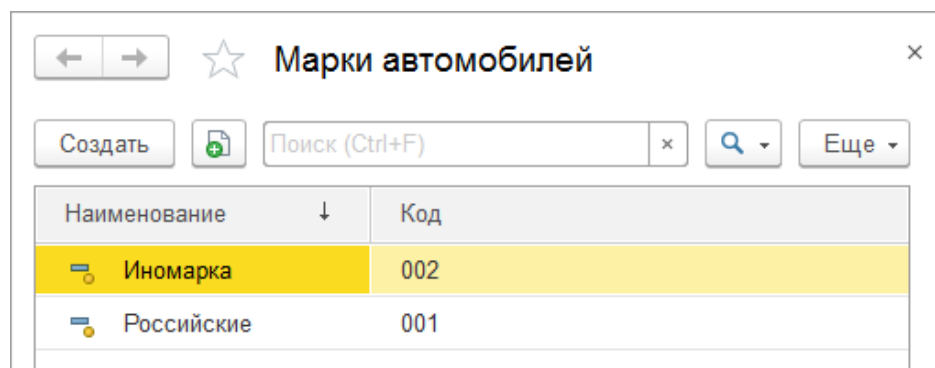 Марки автомобилей
Создать Поиск (Ctrl+F) Еще
Наименование Код
Иномарка 002
Российские 001